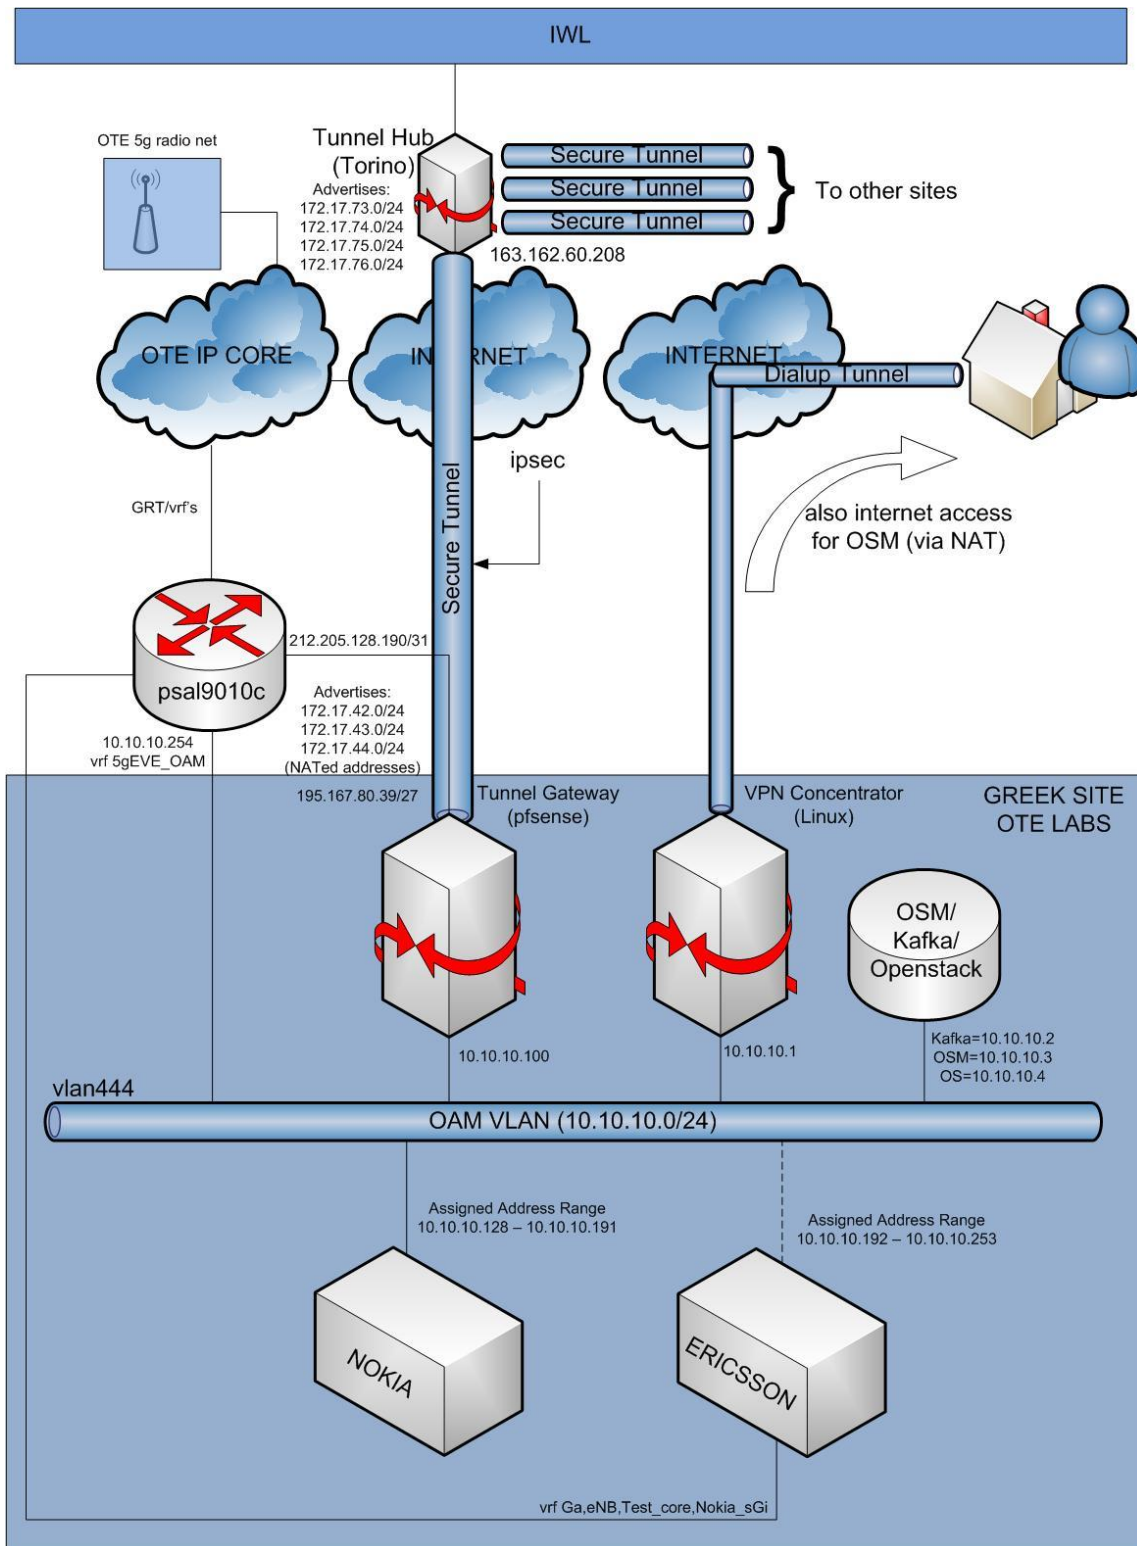 IWL
OTE 5g radio net
Tunnel Hub
(Torino)
Advertises:
172.17.73.0/24
172.17.74.0/24
172.17.75.0/24
172.17.76.0/24
Secure Tunnel
Secure Tunnel
Secure Tunnel
To other sites
163.162.60.208
OTE IP CORE
INTERNET
INTERNET
Dialup Tunnel
ipsec
Secure Tunnel
GRT/vrf's
also internet access
for OSM (via NAT)
212.205.128.190/31
psal9010c
Advertises:
172.17.42.0/24
172.17.43.0/24
172.17.44.0/24
(NATed addresses)
195.167.80.39/27
10.10.10.254
vrf 5gEVE_OAM
Tunnel Gateway
(pfsense)
VPN Concentrator
(Linux)
GREEK SITE
OTE LABS
OSM/
Kafka/
Openstack
10.10.10.100
10.10.10.1
Kafka=10.10.10.2
OSM=10.10.10.3
OS=10.10.10.4
vlan444
OAM VLAN (10.10.10.0/24)
Assigned Address Range
10.10.10.128 – 10.10.10.191
Assigned Address Range
10.10.10.192 – 10.10.10.253
NOKIA
ERICSSON
vrf Ga,eNB,Test_core,Nokia_sGi